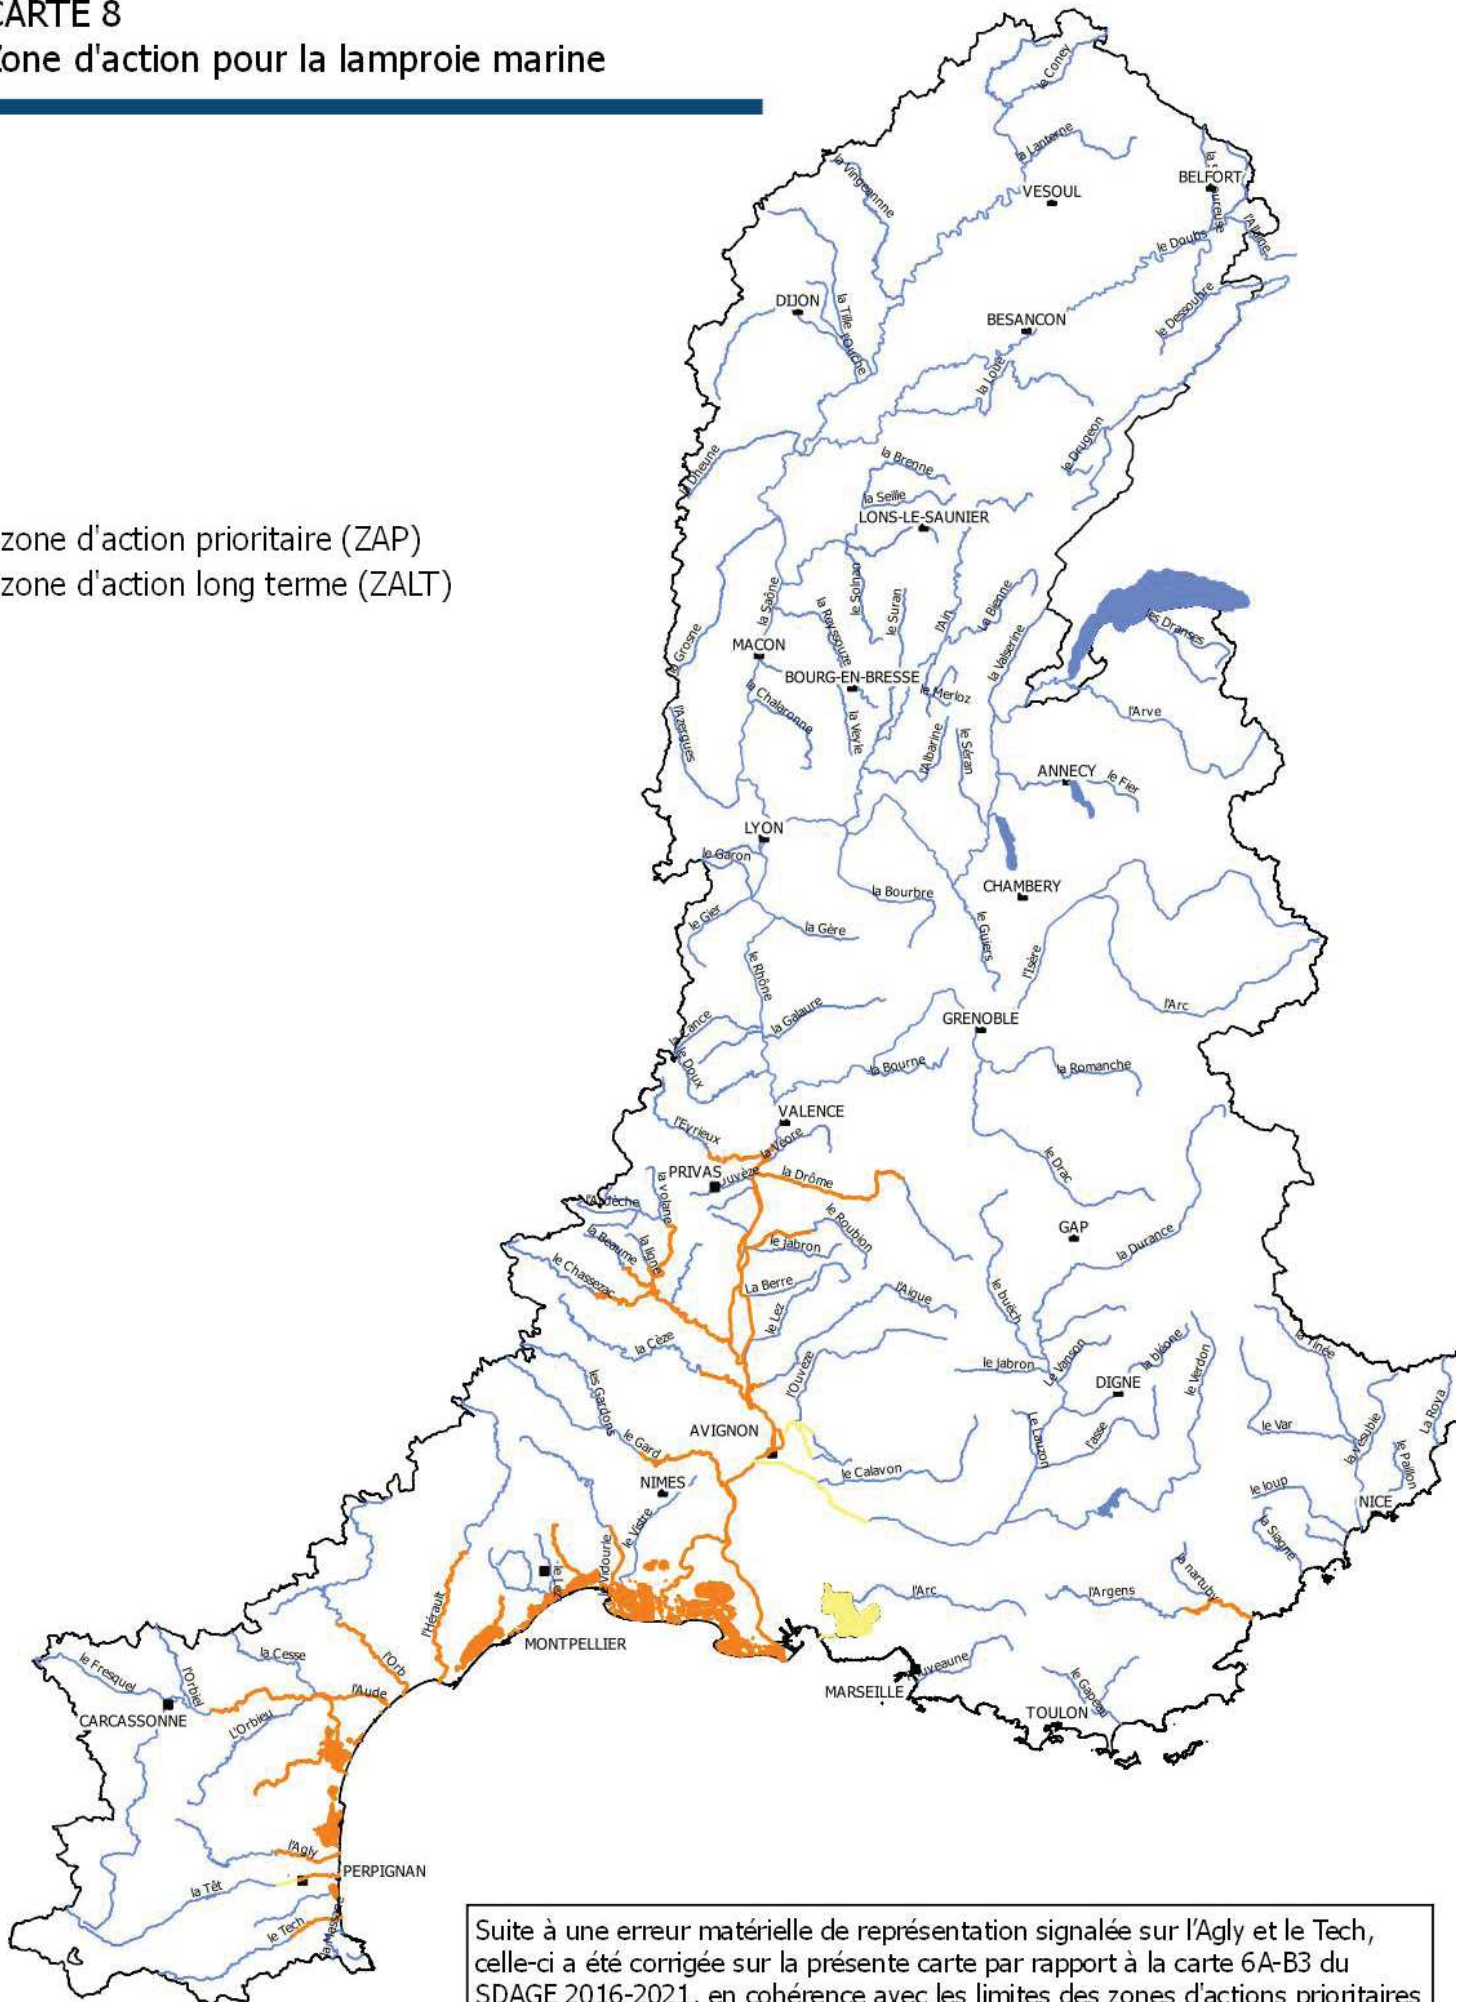 CARTE 8
Zone d'action pour la lamproie marine
zone d'action prioritaire (ZAP)
zone d'action long terme (ZALT)
le Coney
la Lanterne
la Vingeannne
VESOUL
BELFORT
l'Allaine
le Doubs
DIJON
la Tille
l'Ouche
BESANCON
le Dessoubre
la Loue
le Drugeon
la Dheune
la Brenne
la Seille
LONS-LE-SAUNIER
la Saône
le Solnan
la Reyssouze
le Suran
l'Ain
La Bienne
la Valserine
les Dranses
la Grosne
MACON
BOURG-EN-BRESSE
le Merloz
la Chalaronne
la Veyle
l'Arve
l'Azergues
l'Albarine
le Séran
ANNECY
le Fier
LYON
le Garon
la Bourbre
CHAMBERY
le Gier
la Gère
le Guiers
l'Isère
le Rhône
l'Arc
la Galaure
GRENOBLE
la Cance
le Doux
la Bourne
la Romanche
VALENCE
l'Eyrieux
la Véore
le Drac
PRIVAS
la Drôme
la volane
l'Ardèche
le Roubion
GAP
la Beaume
la ligne
le Jabron
la Durance
le Chassezac
La Berre
l'Aigue
le buëch
le Lez
la Cèze
l'Ouveze
le jabron
Le Vanson
la bléone
le Verdon
la Tinée
DIGNE
les Gardons
La Roya
AVIGNON
le Gard
Le Lauzon
l'asse
le Var
la vésuble
le Paillon
le Calavon
NIMES
le loup
NICE
le Vistre
la Siagne
le Vidourle
le Lez
la nartuby
l'Arc
l'Argens
l'Hérault
MONTPELLIER
la Cesse
l'Orb
le Fresquel
l'Orbiel
l'Aude
MARSEILLE
le Gapeau
CARCASSONNE
L'Orbieu
TOULON
l'Agly
PERPIGNAN
la Têt
le Tech
la Massane
Suite à une erreur matérielle de représentation signalée sur l'Agly et le Tech,
celle-ci a été corrigée sur la présente carte par rapport à la carte 6A-B3 du
SDAGE 2016-2021, en cohérence avec les limites des zones d'actions prioritaires